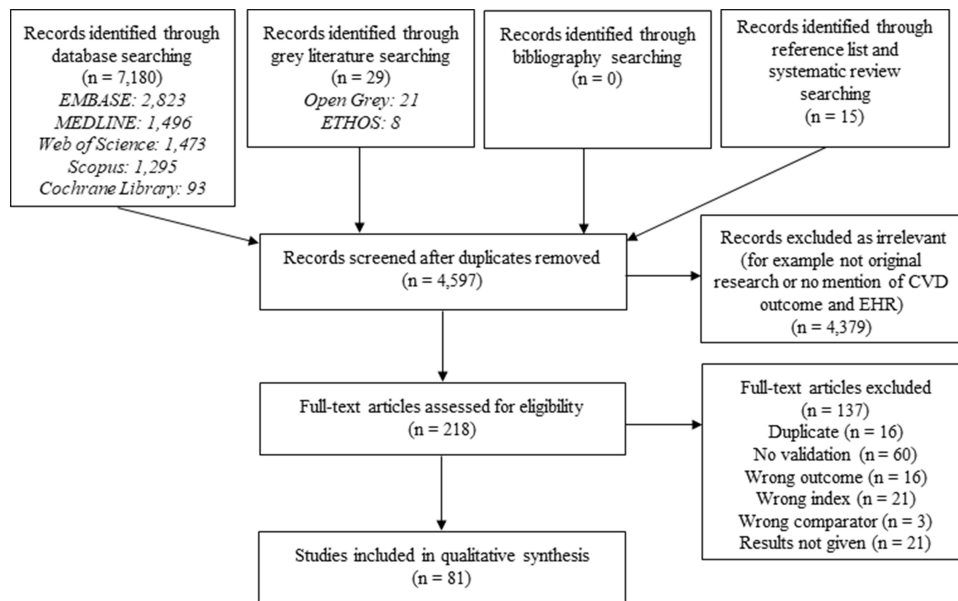 Records identified through
database searching
(n = 7,180)
EMBASE: 2,823
MEDLINE: 1,496
Web of Science: 1,473
Scopus: 1,295
Cochrane Library: 93
Records identified through
grey literature searching
(n = 29)
Open Grey: 21
ETHOS: 8
Records identified through
bibliography searching
(n = 0)
Records identified through
reference list and
systematic review
searching
(n = 15)
Records screened after duplicates removed
(n = 4,597)
Records excluded as irrelevant
(for example not original
research or no mention of CVD
outcome and EHR)
(n = 4,379)
Full-text articles assessed for eligibility
(n = 218)
Full-text articles excluded
(n = 137)
Duplicate (n = 16)
No validation (n = 60)
Wrong outcome (n = 16)
Wrong index (n = 21)
Wrong comparator (n = 3)
Results not given (n = 21)
Studies included in qualitative synthesis
(n = 81)